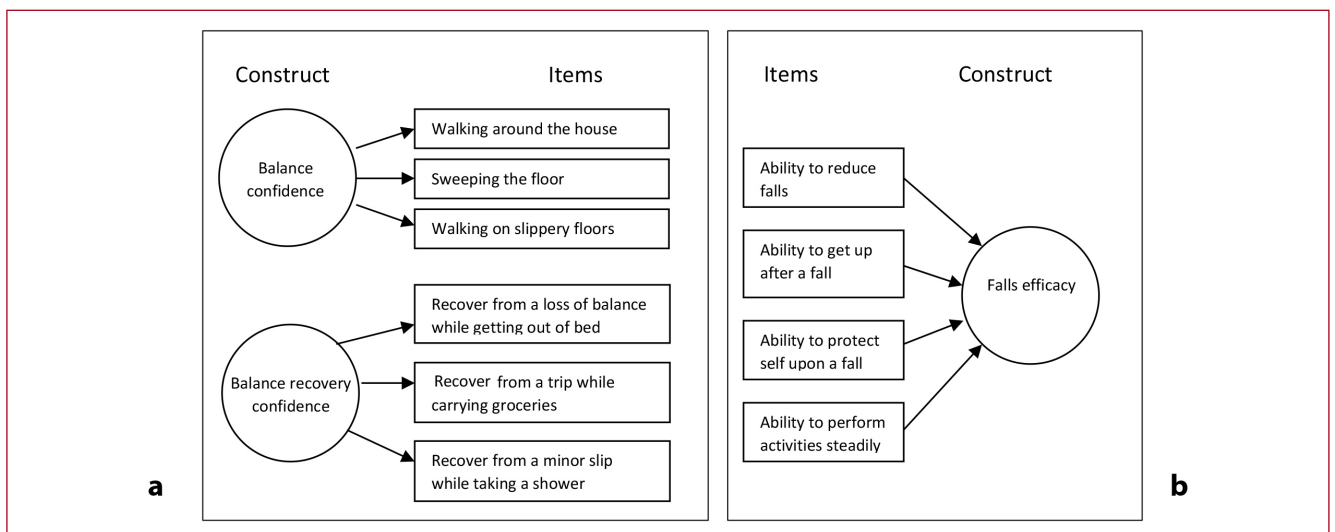 Construct
Items
Balance
confidence
Walking around the house
Sweeping the floor
Walking on slippery floors
Balance recovery
confidence
Recover from a loss of balance
while getting out of bed
Recover from a trip while
carrying groceries
Recover from a minor slip
while taking a shower
a
Items
Construct
Ability to reduce
falls
Ability to get up
after a fall
Ability to protect
self upon a fall
Ability to perform
activities steadily
Falls efficacy
b